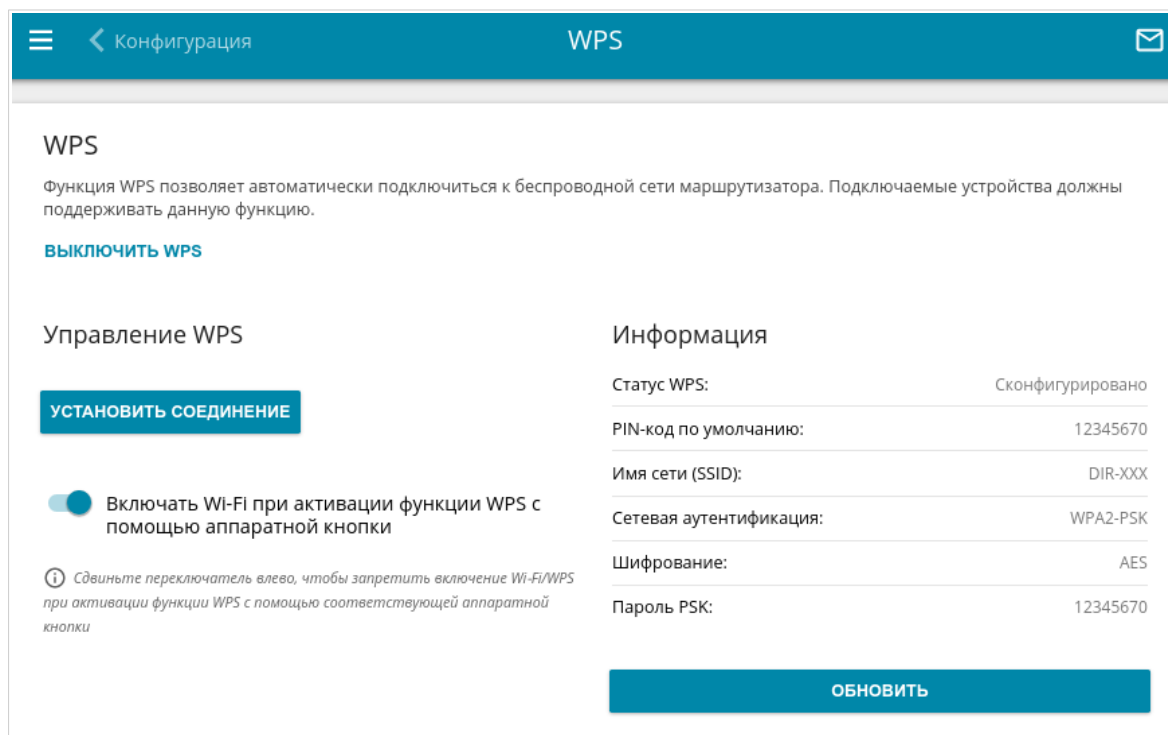 Конфигурация
WPS
WPS
Функция WPS позволяет автоматически подключиться к беспроводной сети маршрутизатора. Подключаемые устройства должны
поддерживать данную функцию.
ВЫКЛЮЧИТЬ WPS
Управление WPS
УСТАНОВИТЬ СОЕДИНЕНИЕ
Включать Wi-Fi при активации функции WPS с
помощью аппаратной кнопки
Сдвиньте переключатель влево, чтобы запретить включение Wi-Fi/WPS
при активации функции WPS с помощью соответствующей аппаратной
кнопки
Информация
Статус WPS: Сконфигурировано
PIN-код по умолчанию: 12345670
Имя сети (SSID): DIR-XXX
Сетевая аутентификация: WPA2-PSK
Шифрование: AES
Пароль PSK: 12345670
ОБНОВИТЬ